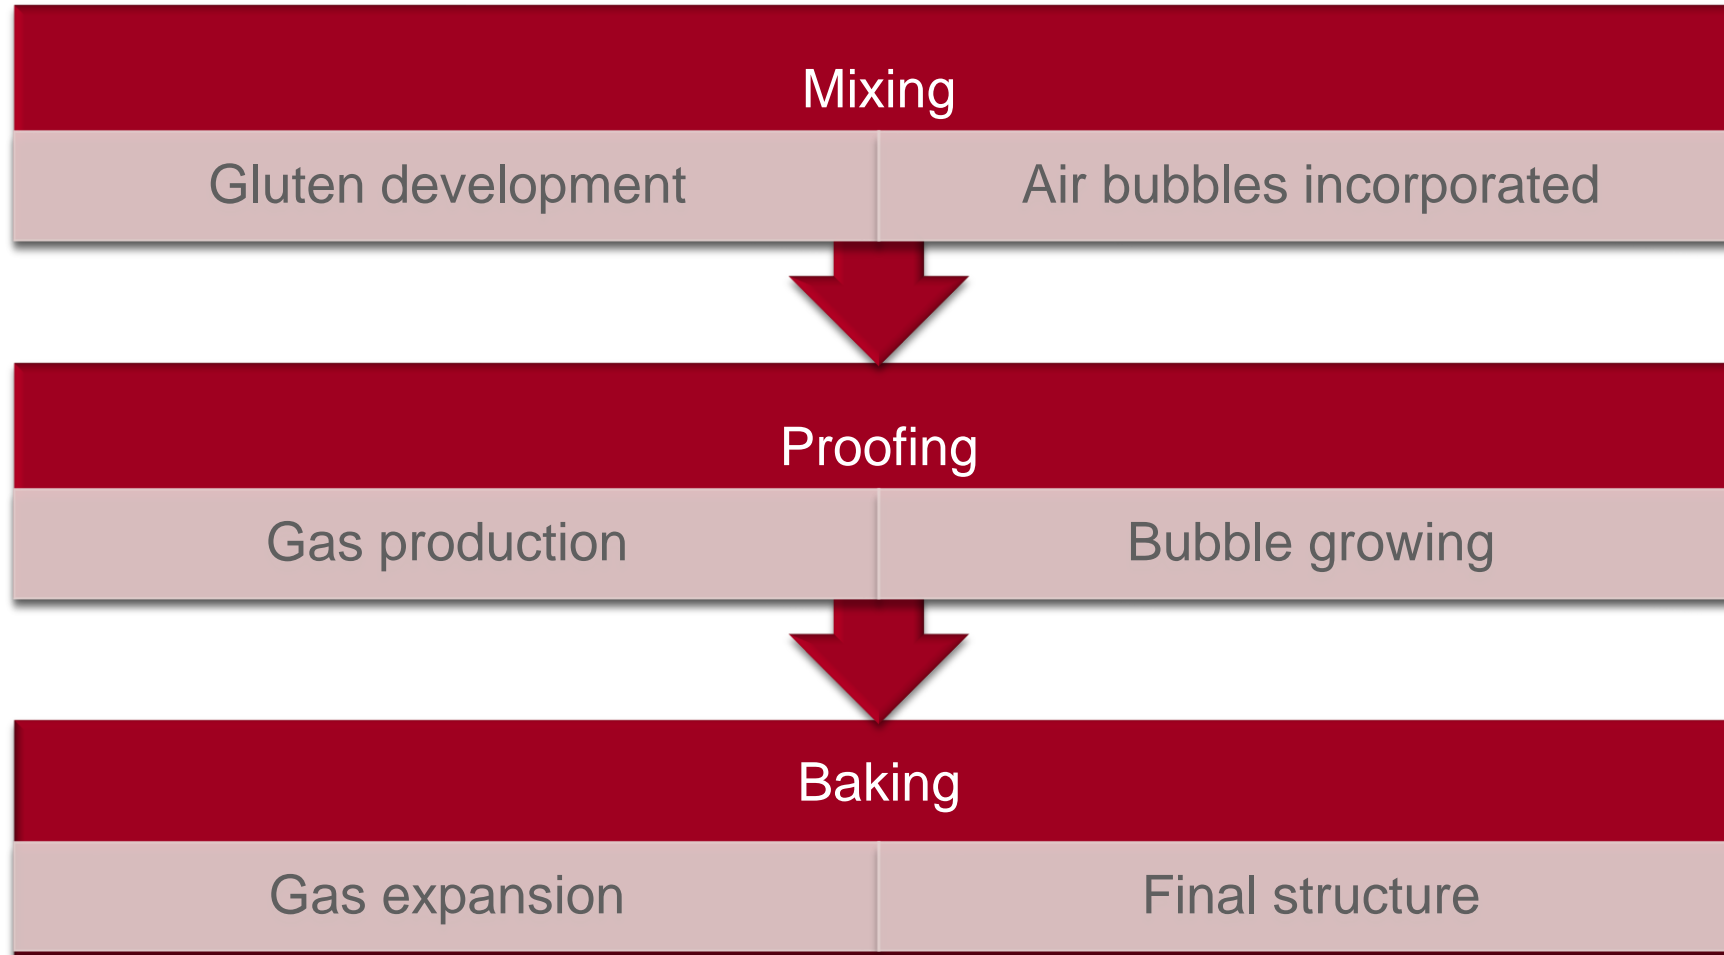 Mixing
Gluten development
Air bubbles incorporated
Proofing
Gas production
Bubble growing
Baking
Gas expansion
Final structure